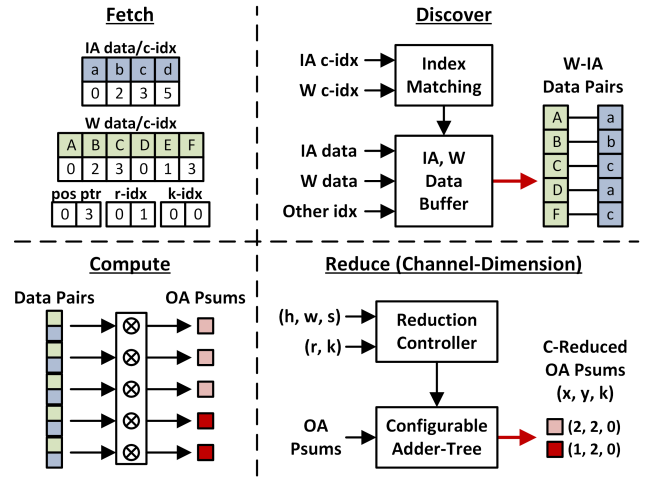 Fetch
IA data/c-idx
a b c d
0 2 3 5
W data/c-idx
A B C D E F
0 2 3 0 1 3
pos ptr r-idx k-idx
0 3 0 1 0 0
Discover
IA c-idx
W c-idx
Index
Matching
IA data
W data
Other idx
IA, W
Data
Buffer
W-IA
Data Pairs
A a
B b
C c
D a
F c
Compute
Data Pairs
OA Psums
Reduce (Channel-Dimension)
(h, w, s)
(r, k)
Reduction
Controller
OA
Psums
Configurable
Adder-Tree
C-Reduced
OA Psums
(x, y, k)
(2, 2, 0)
(1, 2, 0)